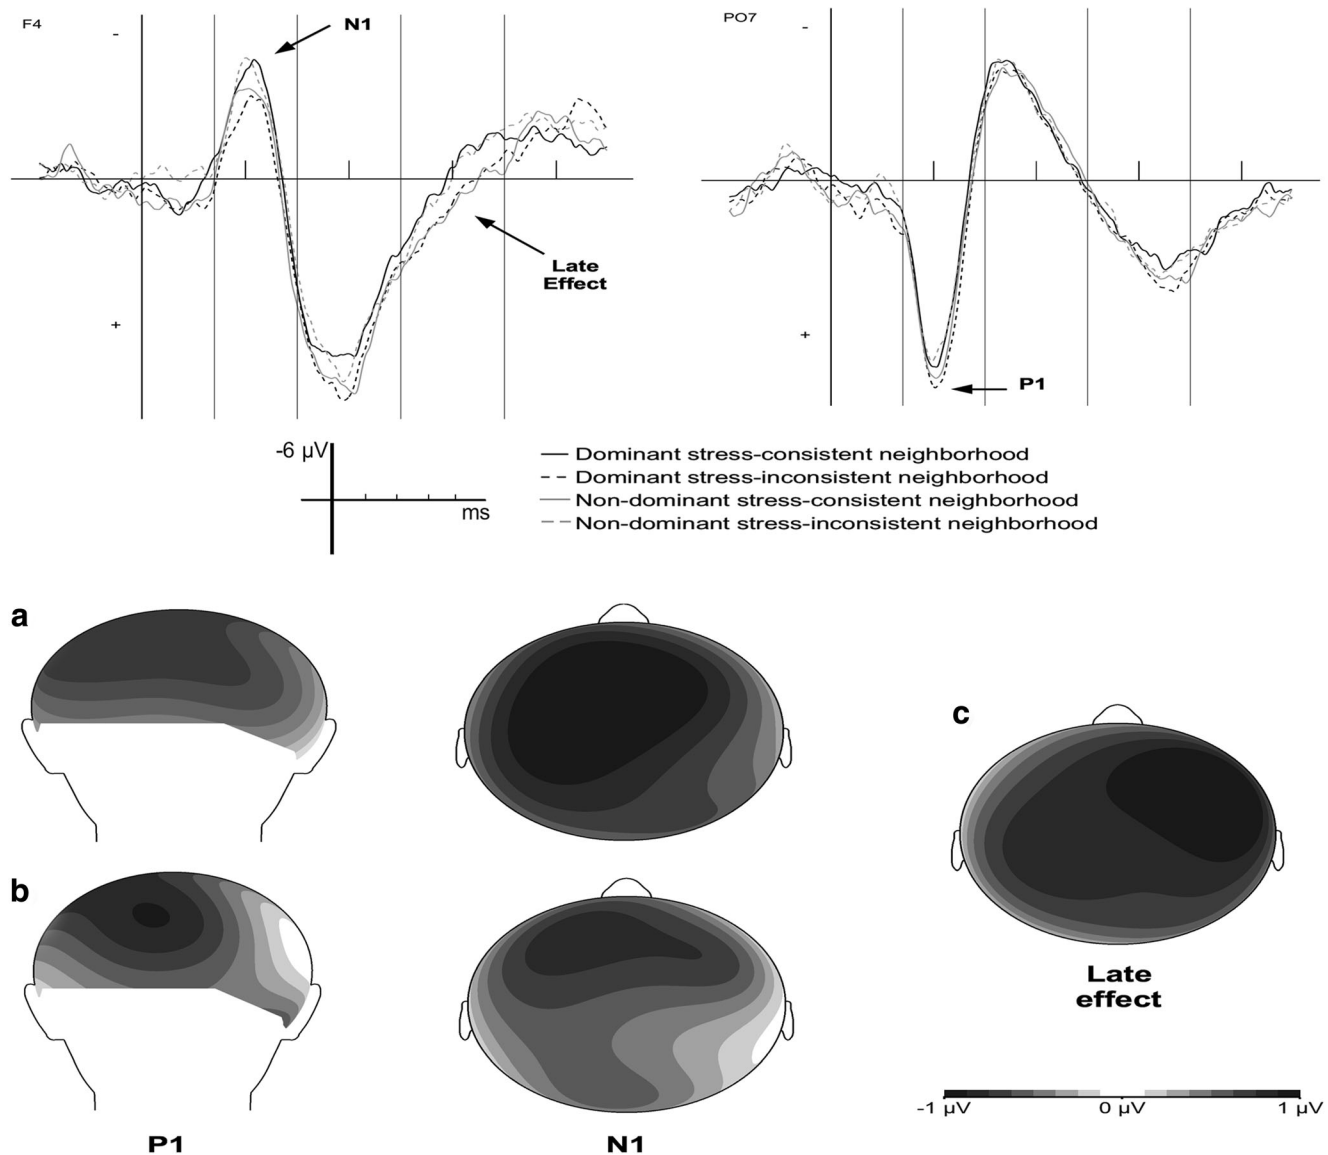 F4
-
N1
Late
Effect
+
PO7
-
+
P1
-6 µV
ms
Dominant stress-consistent neighborhood
Dominant stress-inconsistent neighborhood
Non-dominant stress-consistent neighborhood
Non-dominant stress-inconsistent neighborhood
a
b
c
Late
effect
P1
N1
-1 µV 0 µV 1 µV